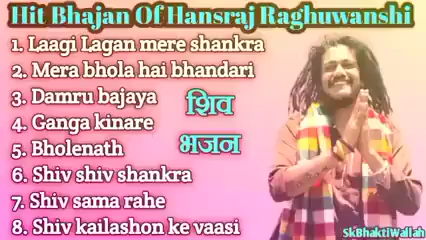 Hit Bhajan Of Hansraj Raghuwanshi
1. Laagi Lagan mere shankra
2. Mera bhola hai bhandari
3. Damru bajaya
4. Ganga kinare
5. Bholenath
6. Shiv shiv shankra
7. Shiv sama rahe
8. Shiv kailashon ke vaasi
शिव
भजन
SkBhaktiWallah